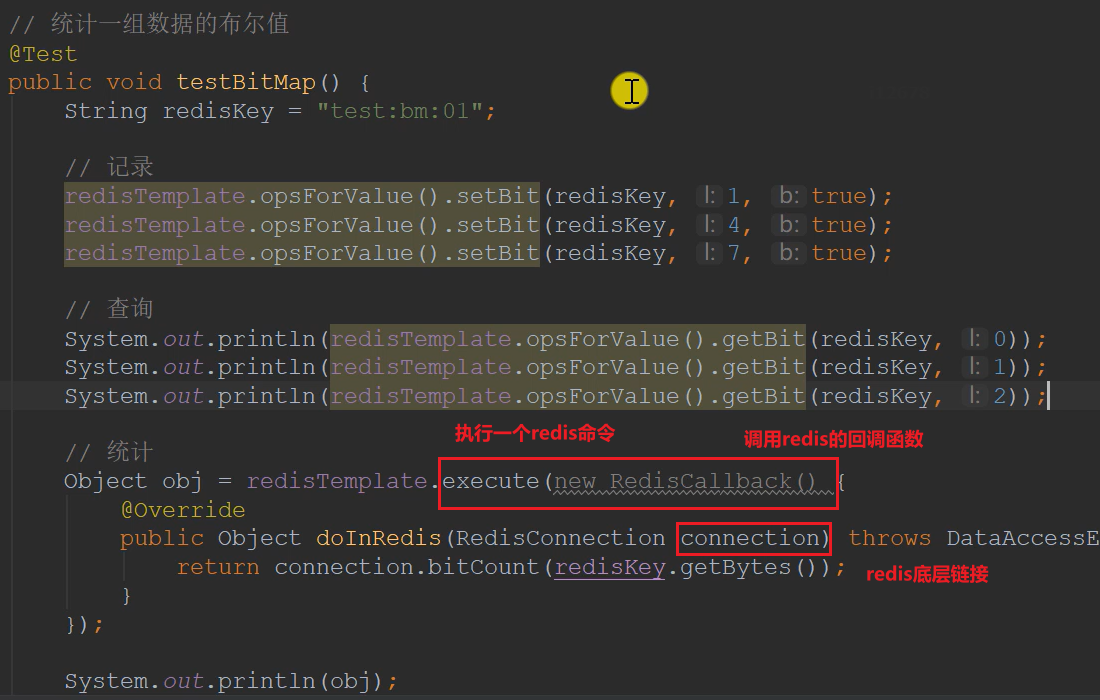 // 统计一组数据的布尔值
@Test
public void testBitMap() {
String redisKey = "test:bm:01";
// 记录
redisTemplate.opsForValue().setBit(redisKey, l: 1, b: true);
redisTemplate.opsForValue().setBit(redisKey, l: 4, b: true);
redisTemplate.opsForValue().setBit(redisKey, l: 7, b: true);
// 查询
System.out.println(redisTemplate.opsForValue().getBit(redisKey, l: 0));
System.out.println(redisTemplate.opsForValue().getBit(redisKey, l: 1));
System.out.println(redisTemplate.opsForValue().getBit(redisKey, l: 2));
执行一个redis命令 调用redis的回调函数
// 统计
Object obj = redisTemplate.execute(new RedisCallback() {
@Override
public Object doInRedis(RedisConnection connection) throws DataAccessE
return connection.bitCount(redisKey.getBytes());
redis底层链接
}
});
System.out.println(obj);